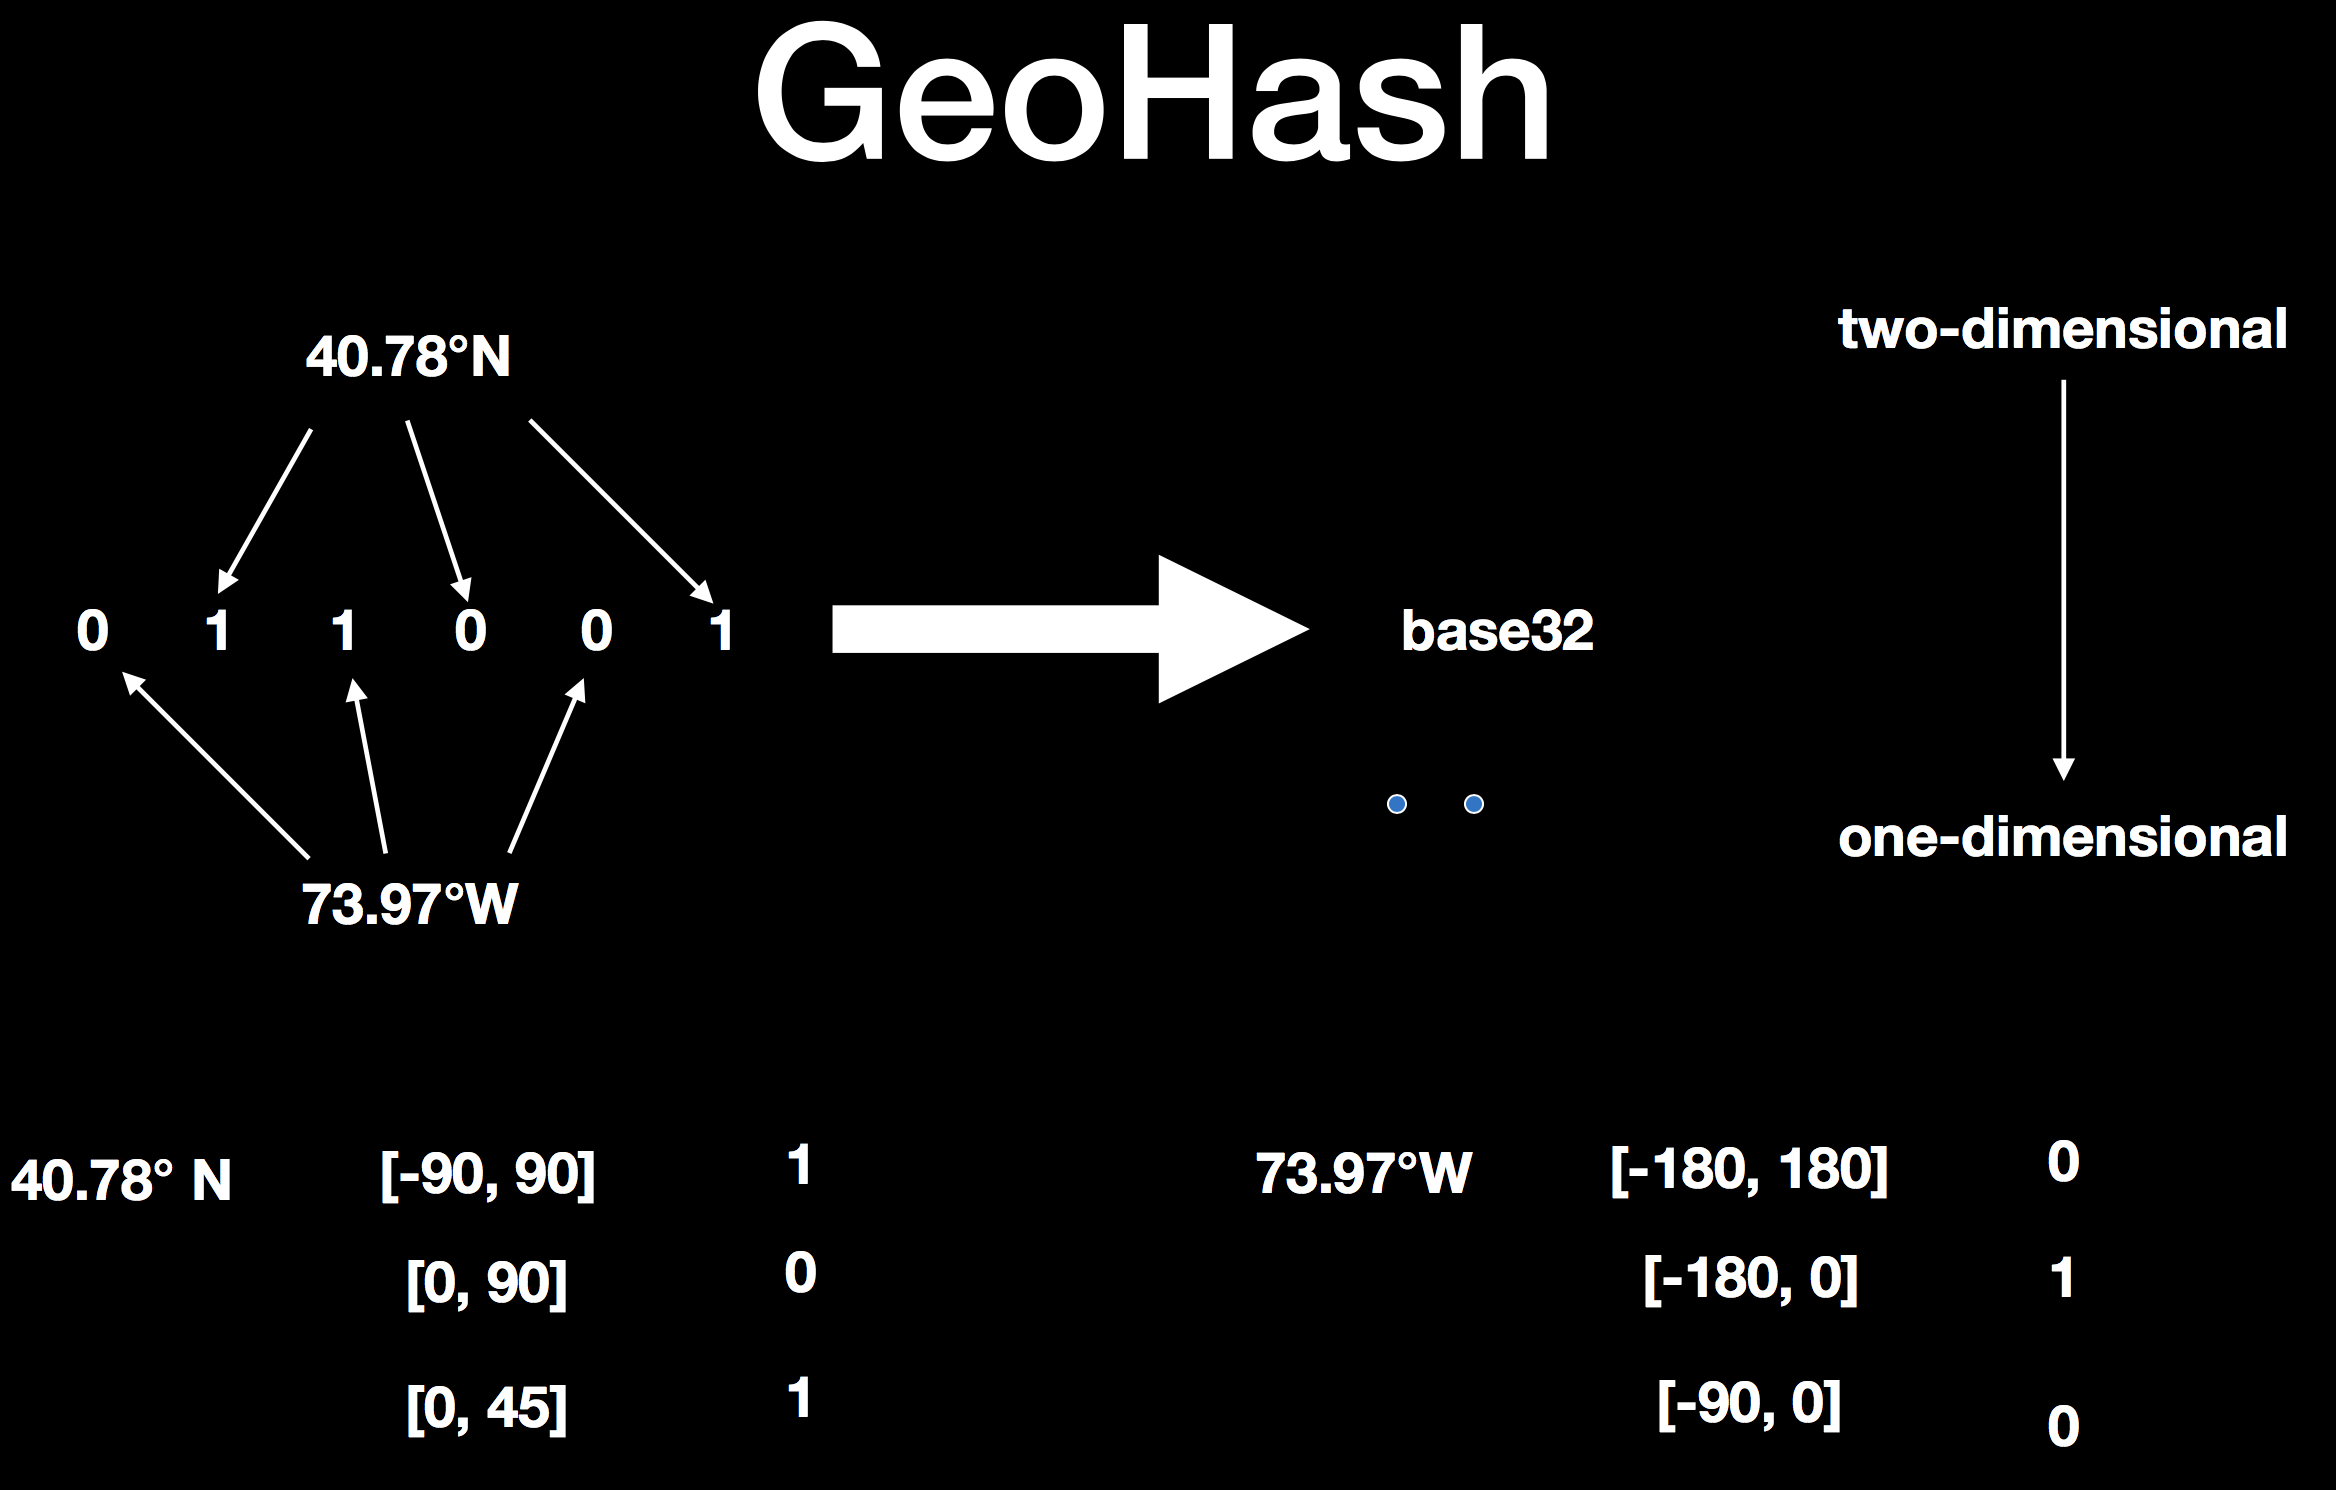 GeoHash
40.78°N
two-dimensional
0 1 1 0 0 1
base32
one-dimensional
73.97°W
40.78° N [-90, 90] 1
[0, 90] 0
[0, 45] 1
73.97°W [-180, 180] 0
[-180, 0] 1
[-90, 0] 0